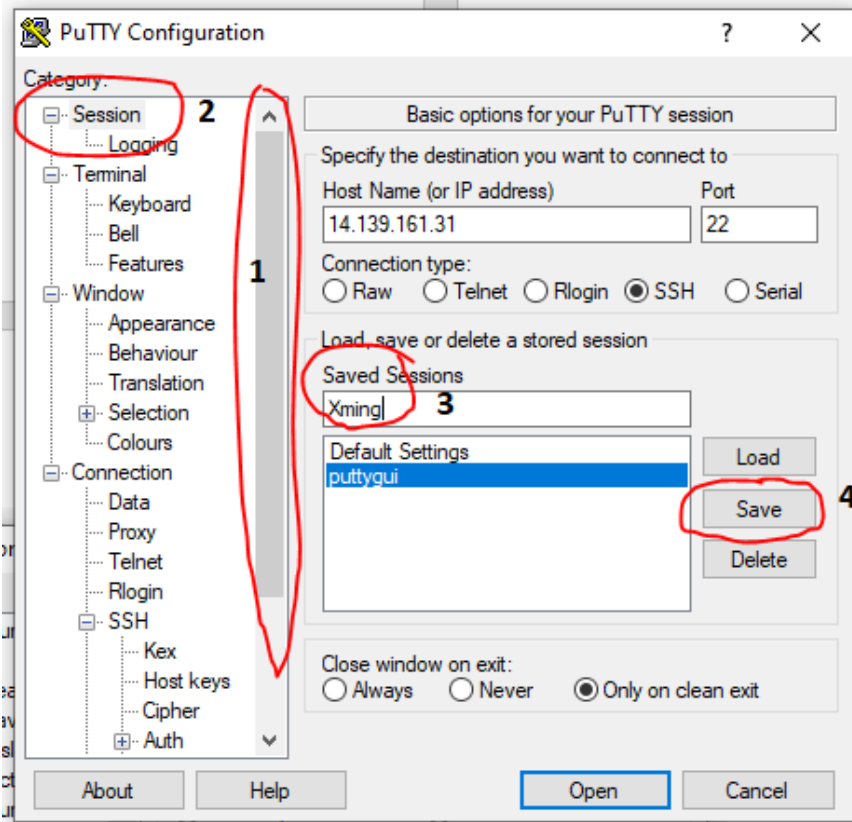 PuTTY Configuration
?
Category:
Session
2
Logging
Terminal
Keyboard
Bell
Features
1
Window
Appearance
Behaviour
Translation
Selection
Colours
Connection
Data
Proxy
Telnet
Rlogin
SSH
Kex
Host keys
Cipher
Auth
Basic options for your PuTTY session
Specify the destination you want to connect to
Host Name (or IP address) Port
14.139.161.31 22
Connection type:
Raw Telnet Rlogin SSH Serial
Load, save or delete a stored session
Saved Sessions
Xming 3
Default Settings
puttygui
Load
Save 4
Delete
Close window on exit:
Always Never Only on clean exit
About Help Open Cancel